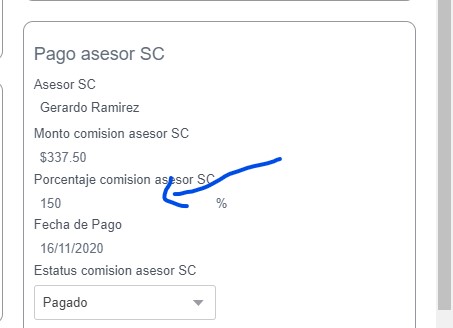 Pago asesor SC
Asesor SC
Gerardo Ramirez
Monto comision asesor SC
$337.50
Porcentaje comision asesor SC
150 %
Fecha de Pago
16/11/2020
Estatus comision asesor SC
Pagado